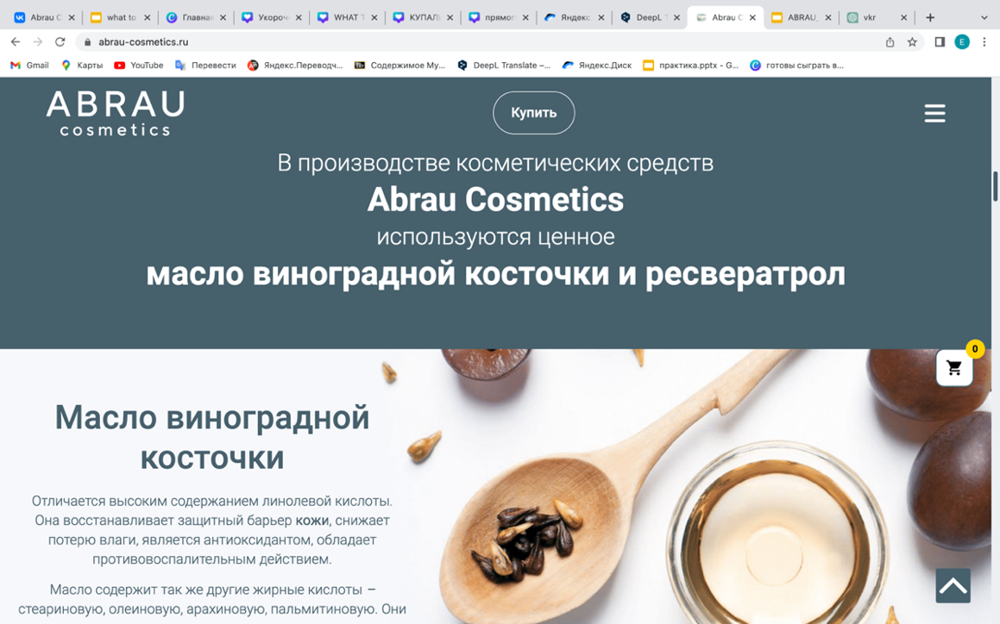 Abrau C
what to
Главная
Укороч
WHAT T
КУПАЛЬ
прямог
Яндекс
DeepL T
Abrau C
ABRAU_
vkr
abrau-cosmetics.ru
E
Gmail
Карты
YouTube
Перевести
Яндекс.Переводч...
Содержимое Му...
DeepL Translate –...
Яндекс.Диск
практика.pptx - G...
готовы сыграть в...
ABRAU
cosmetics
Купить
В производстве косметических средств
Abrau Cosmetics
используются ценное
масло виноградной косточки и ресвератрол
0
Масло виноградной
косточки
Отличается высоким содержанием линолевой кислоты.
Она восстанавливает защитный барьер кожи, снижает
потерю влаги, является антиоксидантом, обладает
противовоспалительным действием.
Масло содержит так же другие жирные кислоты –
стеариновую, олеиновую, арахиновую, пальмитиновую. Они